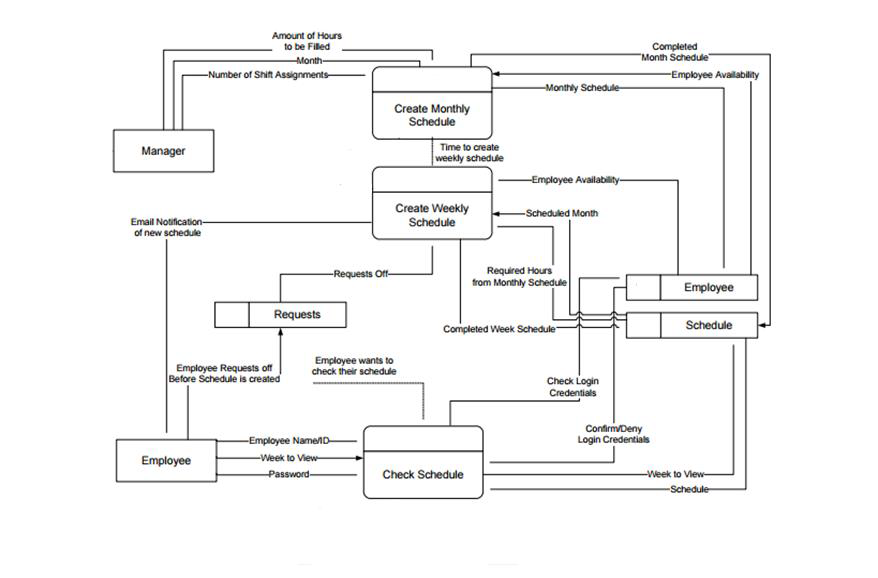 Amount of Hours
to be Filled
Month
Number of Shift Assignments
Completed
Month Schedule
Employee Availability
Monthly Schedule
Create Monthly
Schedule
Manager
Time to create
weekly schedule
Employee Availability
Create Weekly
Schedule
Scheduled Month
Email Notification
of new schedule
Requests Off
Required Hours
from Monthly Schedule
Employee
Requests
Schedule
Completed Week Schedule
Employee Requests off
Before Schedule is created
Employee wants to
check their schedule
Check Login
Credentials
Confirm/Deny
Login Credentials
Employee Name/ID
Employee
Week to View
Password
Check Schedule
Week to View
Schedule